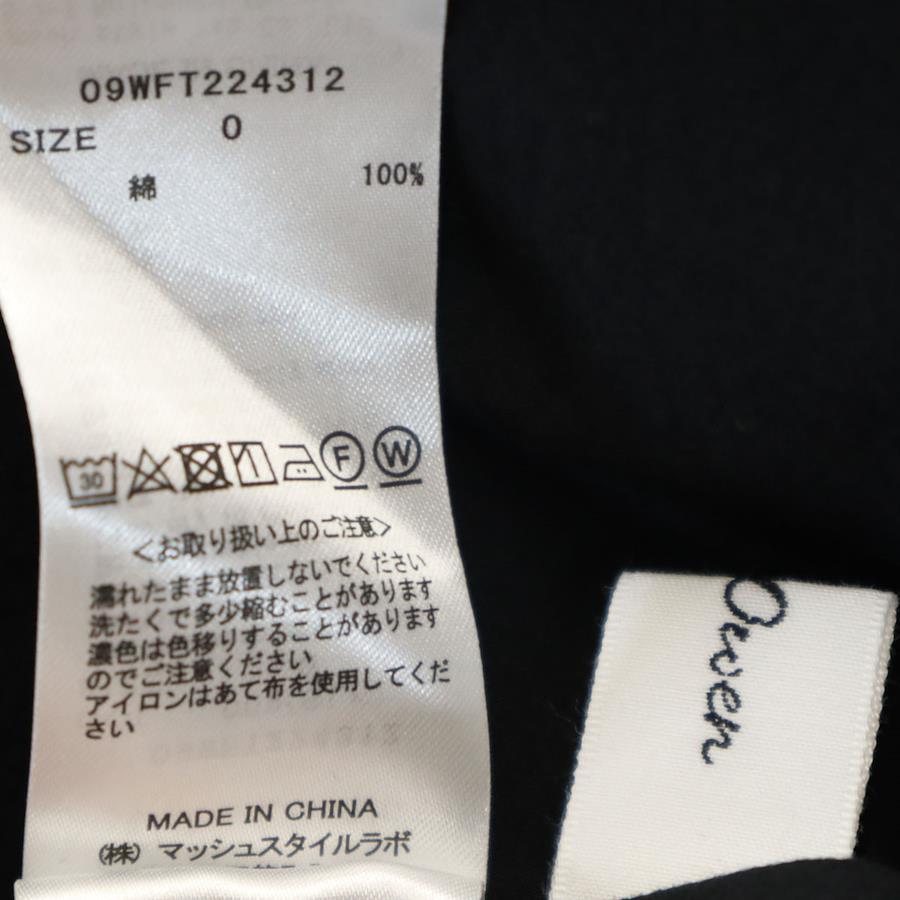 09WFT224312
SIZE 0
綿 100%
30 F W
<お取り扱い上のご注意>
濡れたまま放置しないでください
洗たくで多少縮むことがあります
濃色は色移りすることがあります
のでご注意ください
アイロンはあて布を使用してくだ
さい
MADE IN CHINA
(株) マッシュスタイルラボ
Owen